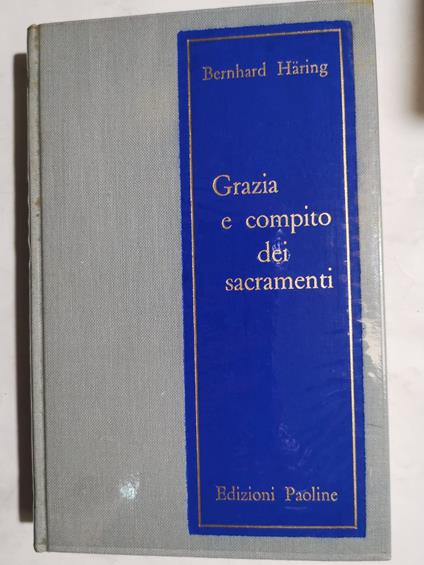 Bernhard Häring
Grazia
e compito
dei
sacramenti
Edizioni Paoline